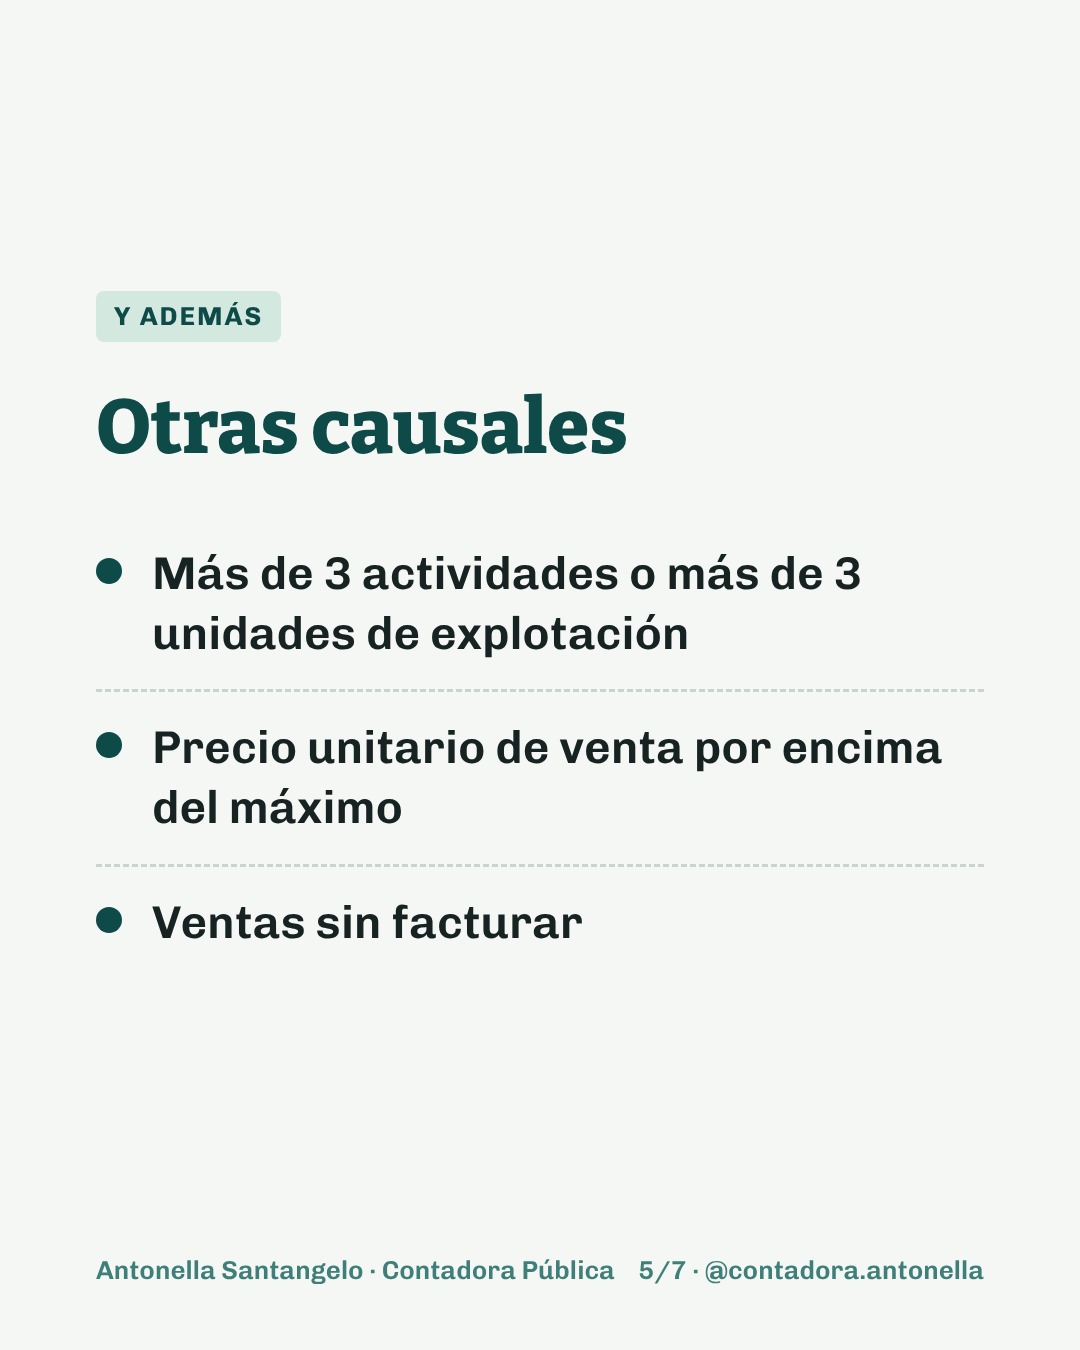 Y ADEMÁS
Otras causales
Más de 3 actividades o más de 3
unidades de explotación
Precio unitario de venta por encima
del máximo
Ventas sin facturar
Antonella Santangelo · Contadora Pública 5/7 · @contadora.antonella